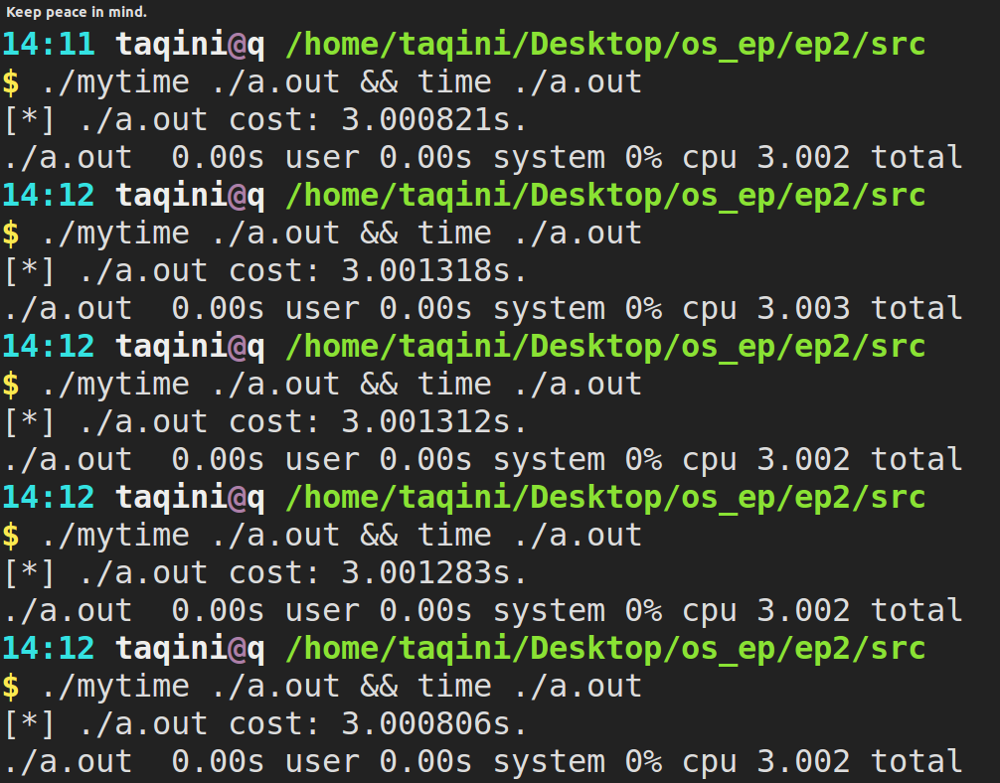 Keep peace in mind.
14:11 taqini@q /home/taqini/Desktop/os_ep/ep2/src
$ ./mytime ./a.out && time ./a.out
[*] ./a.out cost: 3.000821s.
./a.out  0.00s user 0.00s system 0% cpu 3.002 total
14:12 taqini@q /home/taqini/Desktop/os_ep/ep2/src
$ ./mytime ./a.out && time ./a.out
[*] ./a.out cost: 3.001318s.
./a.out  0.00s user 0.00s system 0% cpu 3.003 total
14:12 taqini@q /home/taqini/Desktop/os_ep/ep2/src
$ ./mytime ./a.out && time ./a.out
[*] ./a.out cost: 3.001312s.
./a.out  0.00s user 0.00s system 0% cpu 3.002 total
14:12 taqini@q /home/taqini/Desktop/os_ep/ep2/src
$ ./mytime ./a.out && time ./a.out
[*] ./a.out cost: 3.001283s.
./a.out  0.00s user 0.00s system 0% cpu 3.002 total
14:12 taqini@q /home/taqini/Desktop/os_ep/ep2/src
$ ./mytime ./a.out && time ./a.out
[*] ./a.out cost: 3.000806s.
./a.out  0.00s user 0.00s system 0% cpu 3.002 total